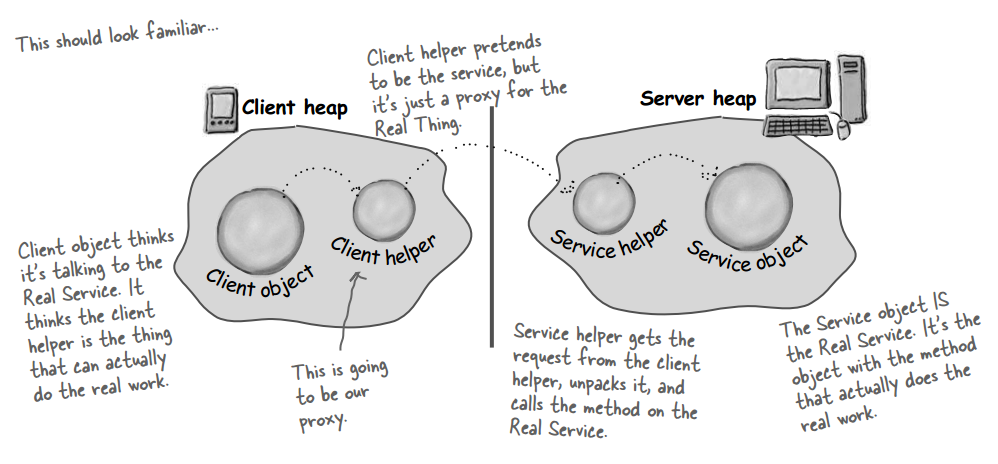 This should look familiar...
Client helper pretends
to be the service, but
it's just a proxy for the
Real Thing.
Client heap
Server heap
Client object
Client helper
Service helper
Service object
Client object thinks
it's talking to the
Real Service. It
thinks the client
helper is the thing
that can actually
do the real work.
This is going
to be our
proxy.
Service helper gets the
request from the client
helper, unpacks it, and
calls the method on the
Real Service.
The Service object IS
the Real Service. It's the
object with the method
that actually does the
real work.